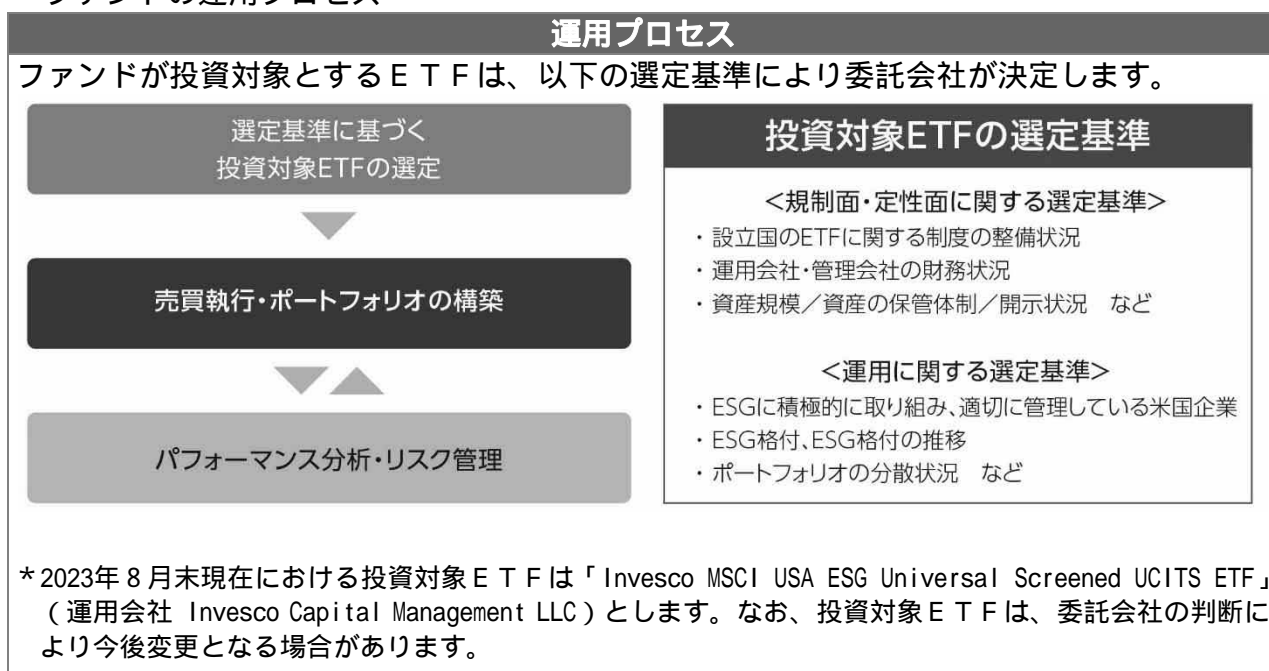 運用プロセス
ファンドが投資対象とするＥＴＦは、以下の選定基準により委託会社が決定します。
選定基準に基づく
投資対象ETFの選定
売買執行・ポートフォリオの構築
パフォーマンス分析・リスク管理
投資対象ETFの選定基準
＜規制面・定性面に関する選定基準＞
・設立国のETFに関する制度の整備状況
・運用会社・管理会社の財務状況
・資産規模／資産の保管体制／開示状況　など
＜運用に関する選定基準＞
・ESGに積極的に取り組み、適切に管理している米国企業
・ESG格付、ESG格付の推移
・ポートフォリオの分散状況　など
＊2023年８月末現在における投資対象ＥＴＦは「Invesco MSCI USA ESG Universal Screened UCITS ETF」
（運用会社 Invesco Capital Management LLC）とします。なお、投資対象ＥＴＦは、委託会社の判断に
より今後変更となる場合があります。